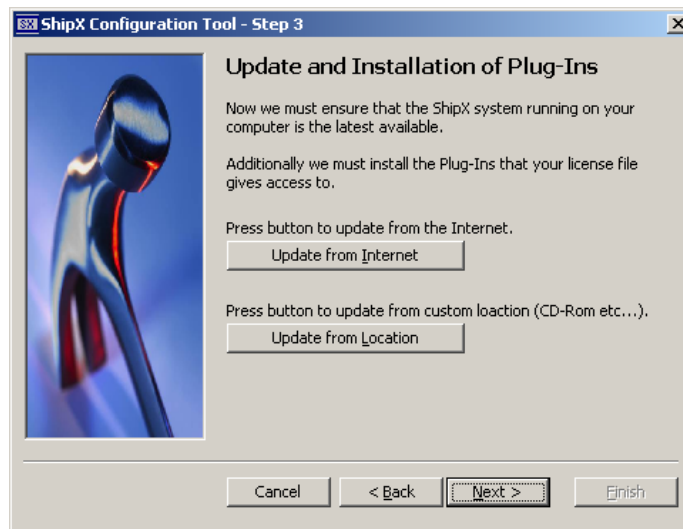 SX ShipX Configuration Tool - Step 3
Update and Installation of Plug-Ins
Now we must ensure that the ShipX system running on your
computer is the latest available.
Additionally we must install the Plug-Ins that your license file
gives access to.
Press button to update from the Internet.
Update from Internet
Press button to update from custom loaction (CD-Rom etc...).
Update from Location
Cancel < Back Next > Finish